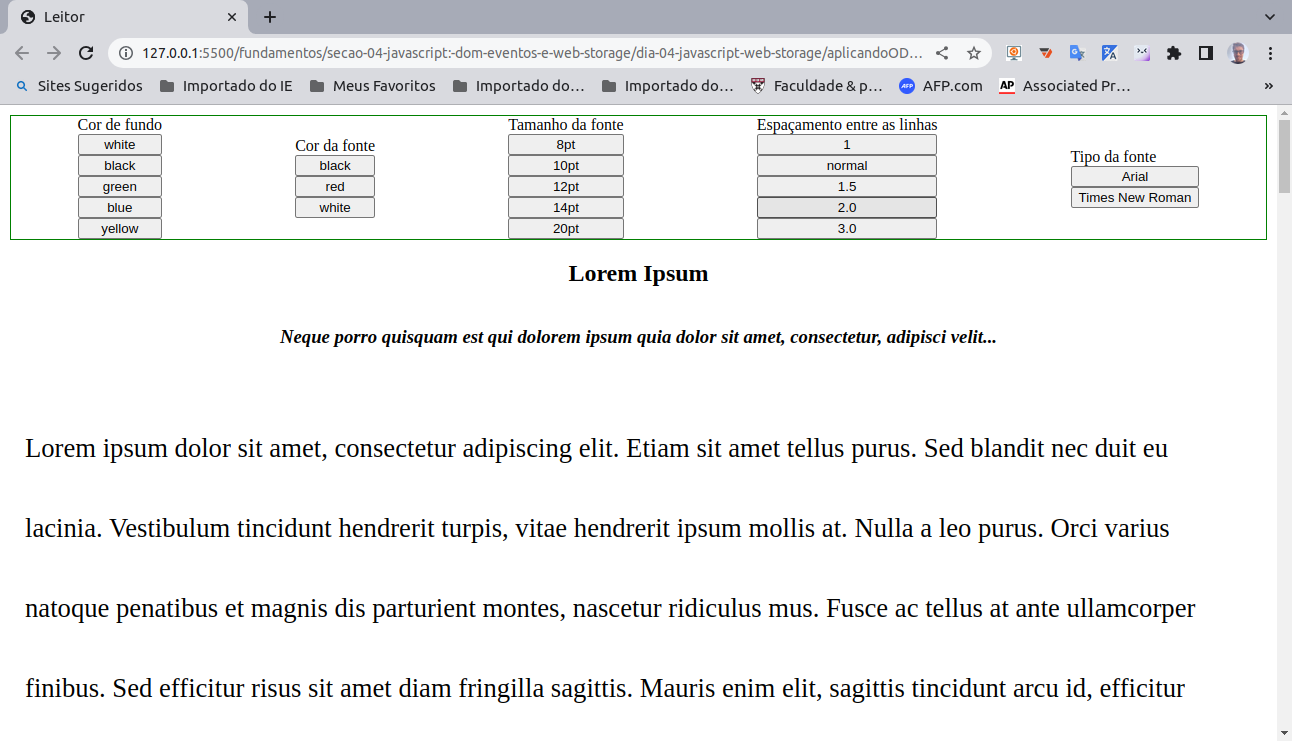 Leitor
127.0.0.1:5500/fundamentos/secao-04-javascript:-dom-eventos-e-web-storage/dia-04-javascript-web-storage/aplicandoOD…
Sites Sugeridos Importado do IE Meus Favoritos Importado do… Importado do… Faculdade & p… AFP AFP.com AP Associated Pr… »
Cor de fundo
white
black
green
blue
yellow
Cor da fonte
black
red
white
Tamanho da fonte
8pt
10pt
12pt
14pt
20pt
Espaçamento entre as linhas
1
normal
1.5
2.0
3.0
Tipo da fonte
Arial
Times New Roman
Lorem Ipsum
Neque porro quisquam est qui dolorem ipsum quia dolor sit amet, consectetur, adipisci velit...
Lorem ipsum dolor sit amet, consectetur adipiscing elit. Etiam sit amet tellus purus. Sed blandit nec duit eu
lacinia. Vestibulum tincidunt hendrerit turpis, vitae hendrerit ipsum mollis at. Nulla a leo purus. Orci varius
natoque penatibus et magnis dis parturient montes, nascetur ridiculus mus. Fusce ac tellus at ante ullamcorper
finibus. Sed efficitur risus sit amet diam fringilla sagittis. Mauris enim elit, sagittis tincidunt arcu id, efficitur